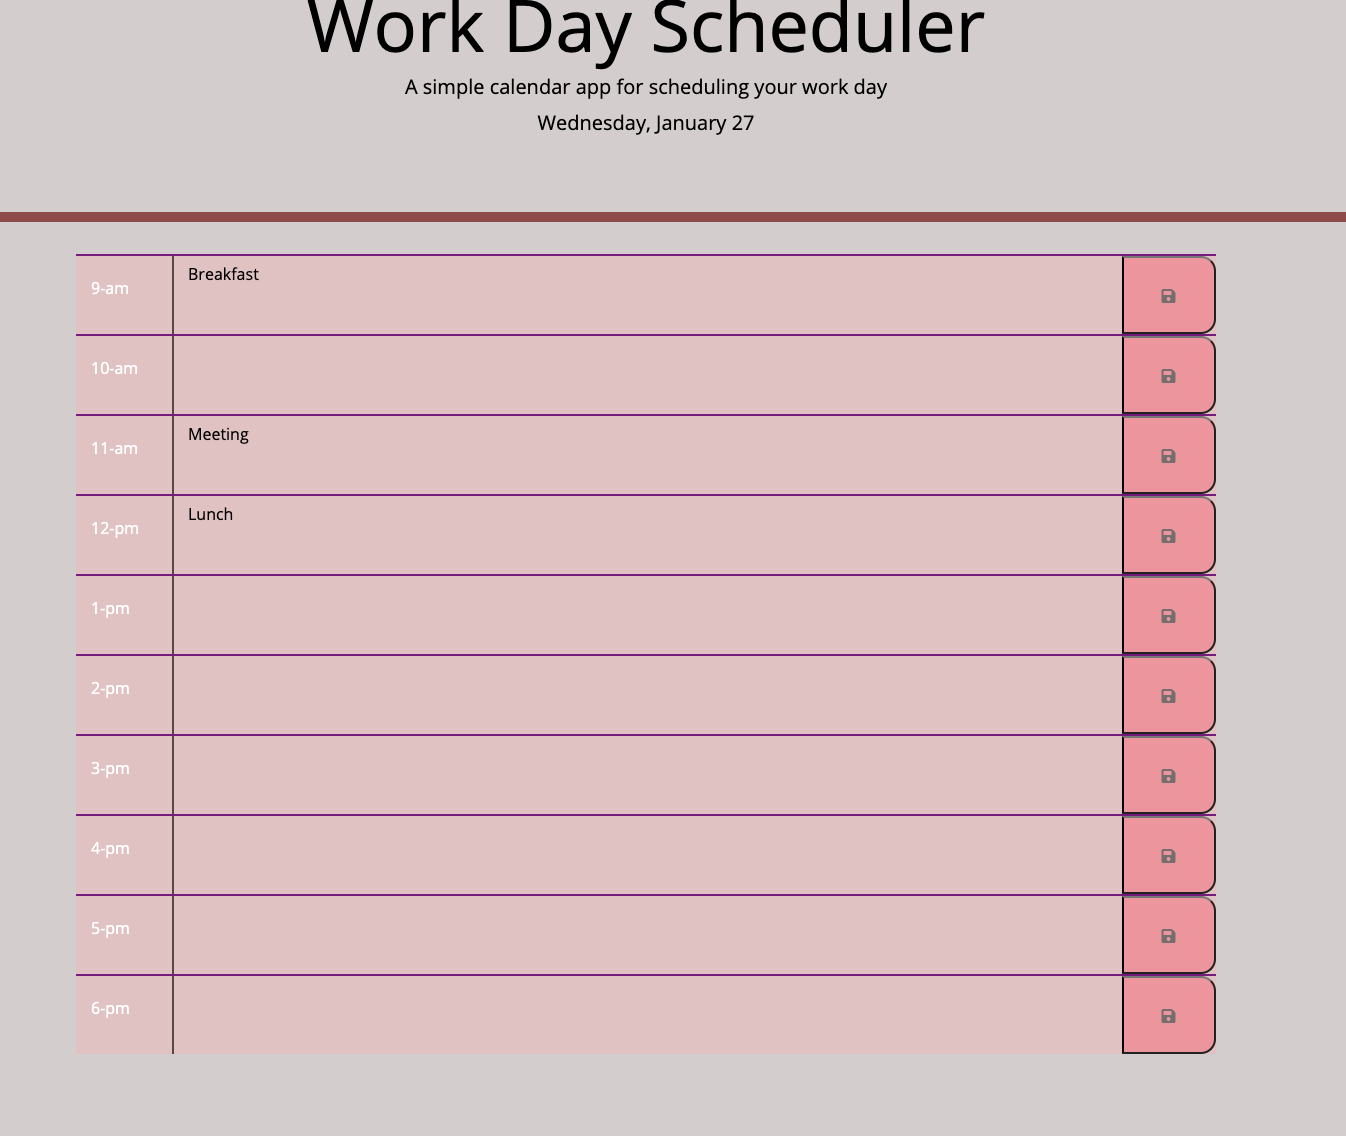 Work Day Scheduler
A simple calendar app for scheduling your work day
Wednesday, January 27
9-am Breakfast
10-am
11-am Meeting
12-pm Lunch
1-pm
2-pm
3-pm
4-pm
5-pm
6-pm